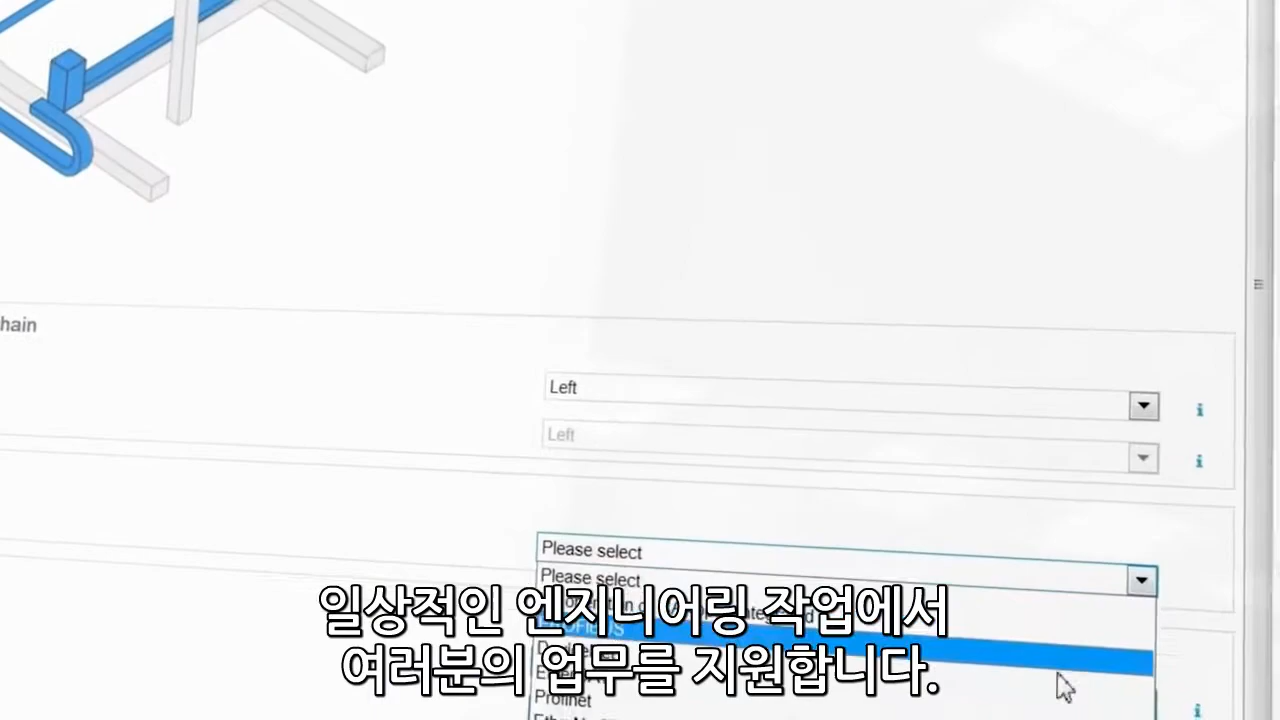 hain
Left
Left
Please select
Please select
Profinet
일상적인 엔지니어링 작업에서
여러분의 업무를 지원합니다.